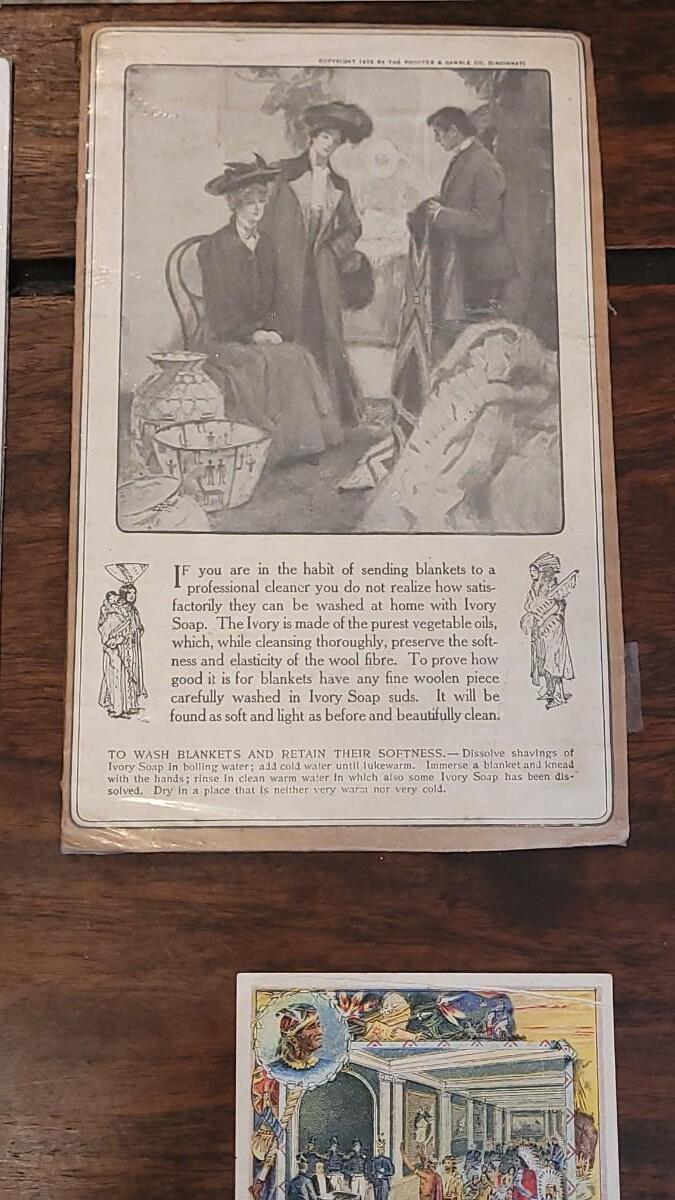 COPYRIGHT 1905 BY THE PROCTER & GAMBLE CO. CINCINNATI
IF you are in the habit of sending blankets to a
professional cleaner you do not realize how satis-
factorily they can be washed at home with Ivory
Soap. The Ivory is made of the purest vegetable oils,
which, while cleansing thoroughly, preserve the soft-
ness and elasticity of the wool fibre. To prove how
good it is for blankets have any fine woolen piece
carefully washed in Ivory Soap suds. It will be
found as soft and light as before and beautifully clean.
TO WASH BLANKETS AND RETAIN THEIR SOFTNESS.—Dissolve shavings of
Ivory Soap in boiling water; add cold water until lukewarm. Immerse a blanket and knead
with the hands; rinse in clean warm water in which also some Ivory Soap has been dis-
solved. Dry in a place that is neither very warm nor very cold.